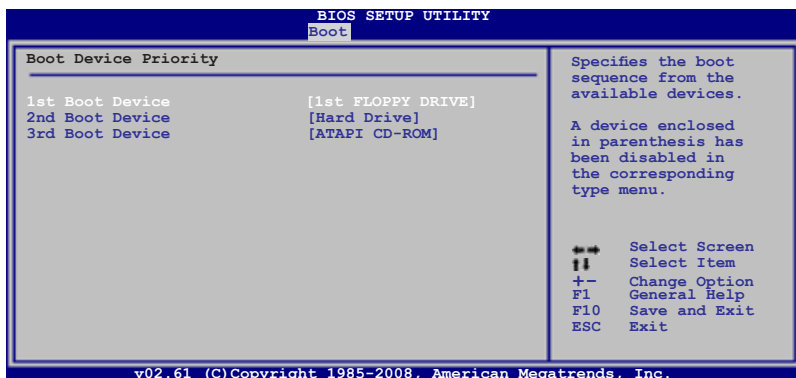 BIOS SETUP UTILITY
Boot
Boot Device Priority
1st Boot Device [1st FLOPPY DRIVE]
2nd Boot Device [Hard Drive]
3rd Boot Device [ATAPI CD-ROM]
Specifies the boot
sequence from the
available devices.
A device enclosed
in parenthesis has
been disabled in
the corresponding
type menu.
←→ Select Screen
↑↓ Select Item
+- Change Option
F1 General Help
F10 Save and Exit
ESC Exit
v02.61 (C)Copyright 1985-2008, American Megatrends, Inc.